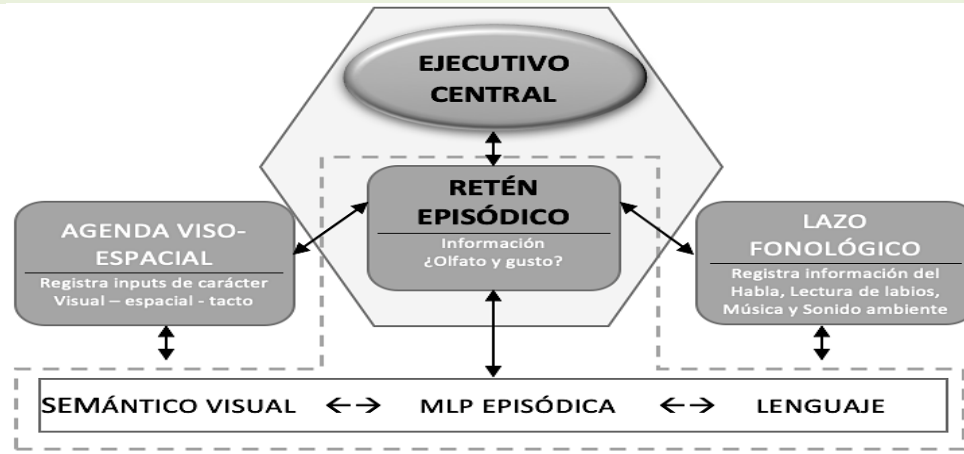 EJECUTIVO
CENTRAL
RETÉN
EPISÓDICO
Información
¿Olfato y gusto?
AGENDA VISO-
ESPACIAL
Registra inputs de carácter
Visual – espacial - tacto
LAZO
FONOLÓGICO
Registra información del
Habla, Lectura de labios,
Música y Sonido ambiente
SEMÁNTICO VISUAL ←→ MLP EPISÓDICA ←→ LENGUAJE